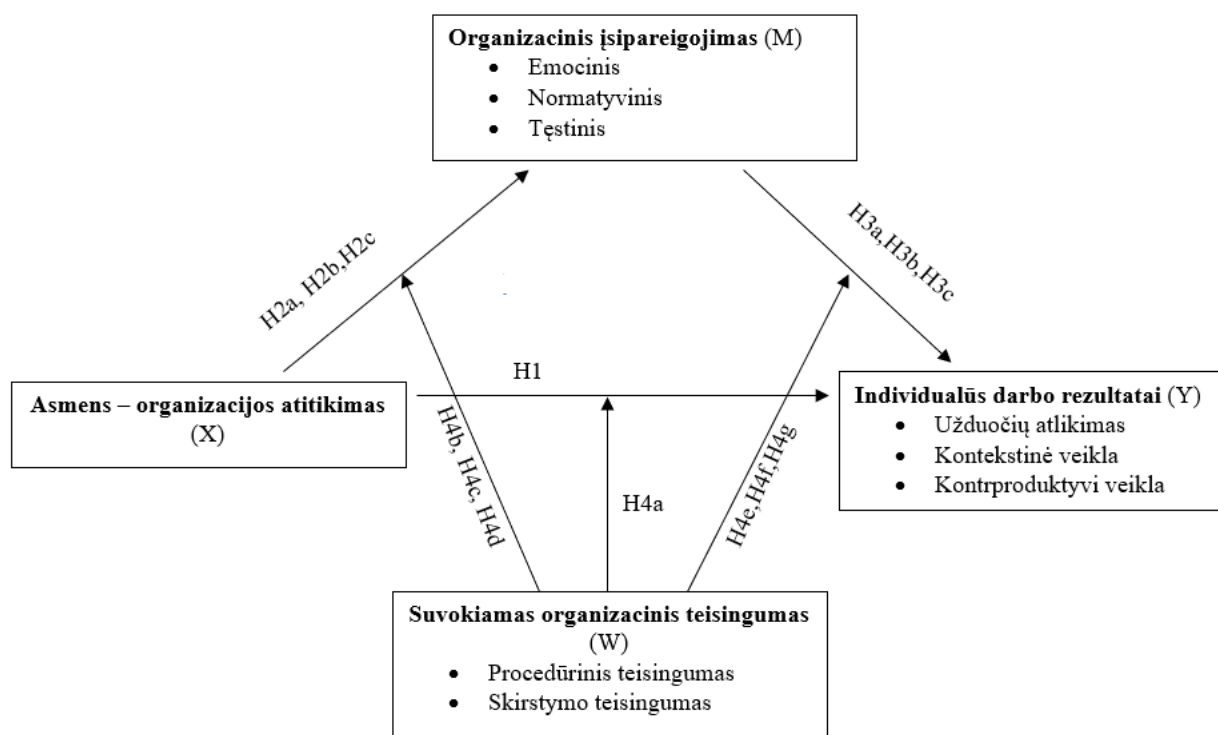 Organizacinis įsipareigojimas (M)
• Emocinis
• Normatyvinis
• Tęstinis
H2a, H2b,H2c
H3a,H3b,H3c
Asmens – organizacijos atitikimas
(X)
H1
Individualūs darbo rezultatai (Y)
• Užduočių atlikimas
• Kontekstinė veikla
• Kontrproduktyvi veikla
H4b, H4c, H4d
H4a
H4e,H4f,H4g
Suvokiamas organizacinis teisingumas
(W)
• Procedūrinis teisingumas
• Skirstymo teisingumas